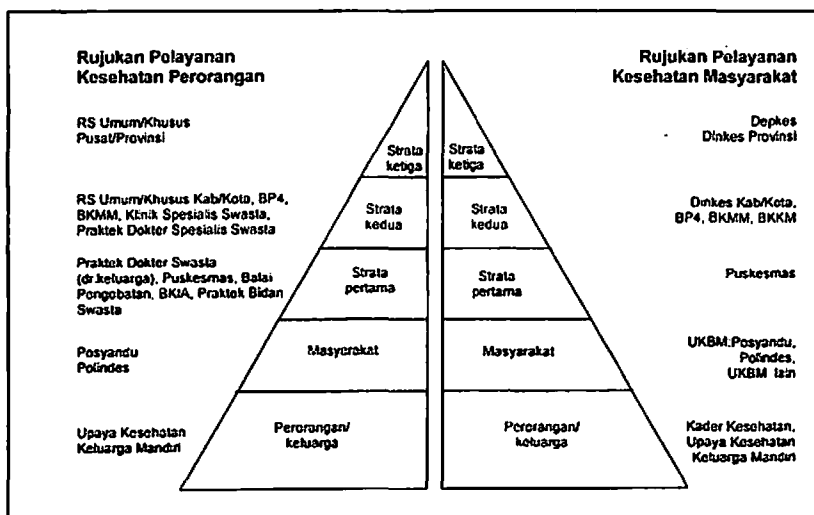 Rujukan Pelayanan
Kesehatan Perorangan
Rujukan Pelayanan
Kesehatan Masyarakat
RS Umum/Khusus
Pusat/Provinsi
Strata
ketiga
Strata
ketiga
Depkes
Dinkes Provinsi
RS Umum/Khusus Kab/Kota, BP4,
BKMM, Klinik Spesialis Swasta,
Praktek Dokter Spesialis Swasta
Strata
kedua
Strata
kedua
Dinkes Kab/Kota,
BP4, BKMM, BKKM
Praktek Dokter Swasta
(dr.keluarga), Puskesmas, Balai
Pengobatan, BKIA, Praktek Bidan
Swasta
Strata
pertama
Strata
pertama
Puskesmas
Posyandu
Polindes
Masyarakat
Masyarakat
UKBM:Posyandu,
Polindes,
UKBM lain
Upaya Kesehatan
Keluarga Mandiri
Perorangan/
keluarga
Perorangan/
keluarga
Kader Kesehatan,
Upaya Kesehatan
Keluarga Mandiri